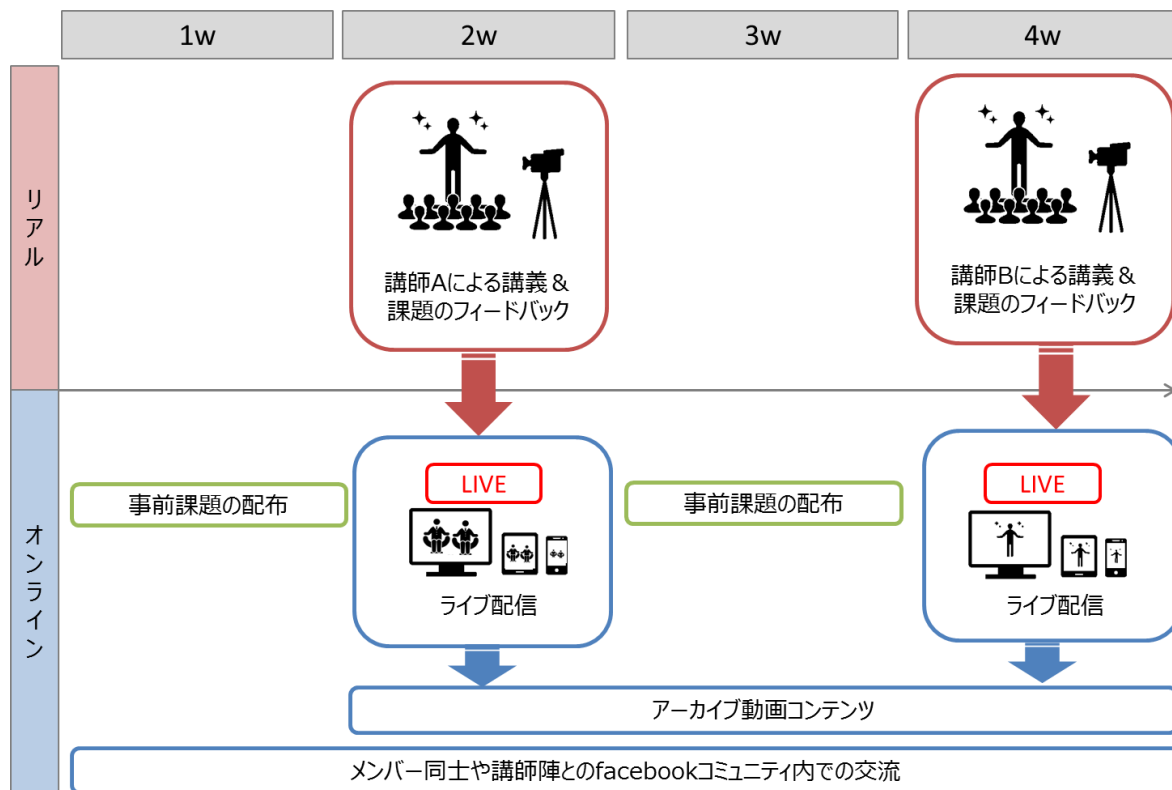 1w
2w
3w
4w
リアル
講師Aによる講義＆
課題のフィードバック
講師Bによる講義＆
課題のフィードバック
オンライン
事前課題の配布
LIVE
ライブ配信
事前課題の配布
LIVE
ライブ配信
アーカイブ動画コンテンツ
メンバー同士や講師陣とのfacebookコミュニティ内での交流